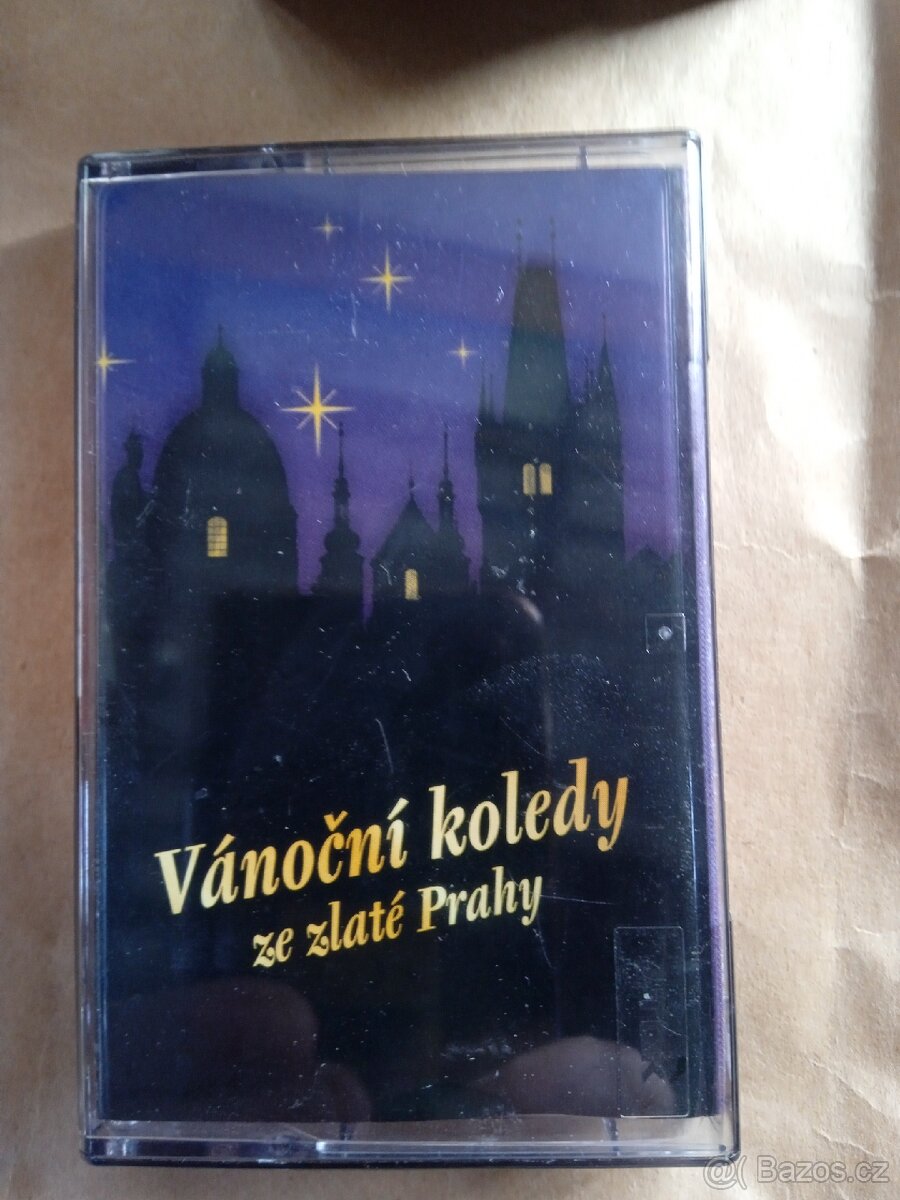 Vánoční koledy
ze zlaté Prahy
@( Bazos.cz